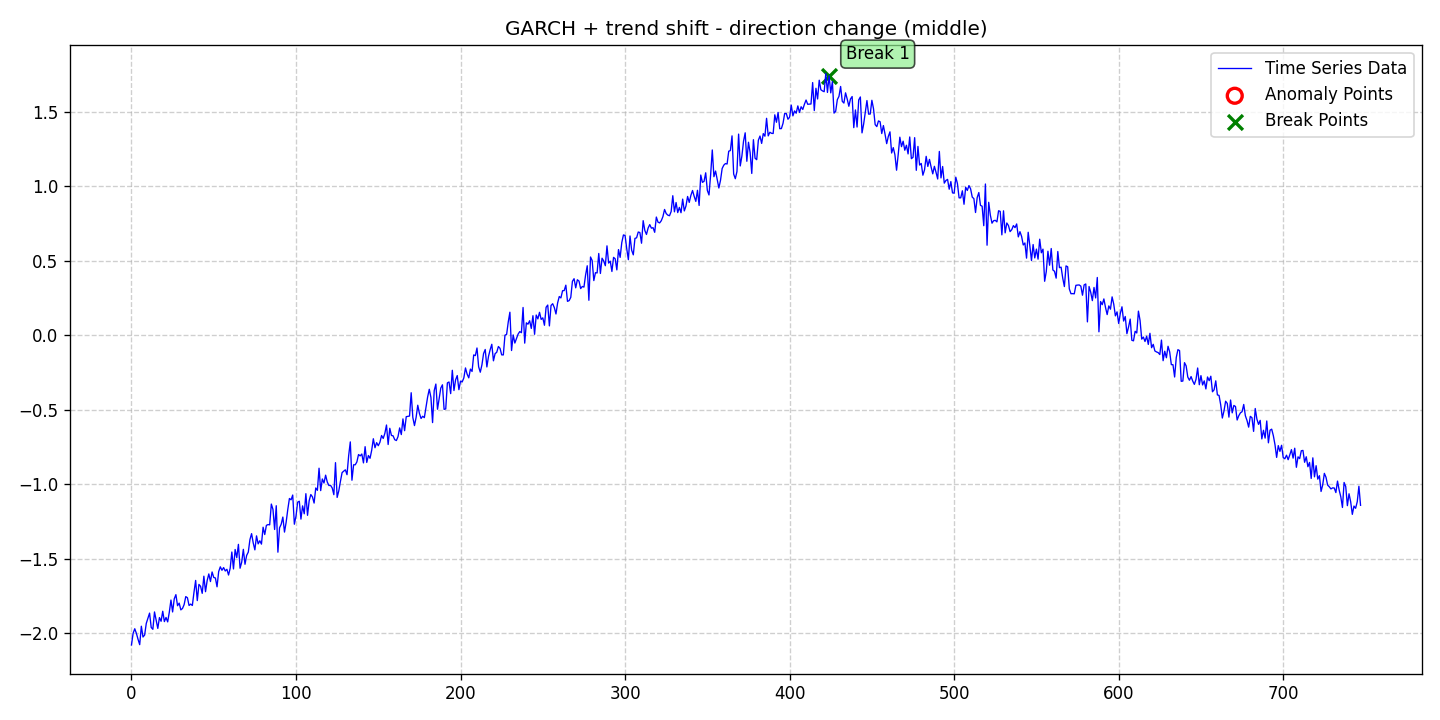 GARCH + trend shift - direction change (middle)
Break 1
Time Series Data
Anomaly Points
Break Points
1.5
1.0
0.5
0.0
−0.5
−1.0
−1.5
−2.0
0 100 200 300 400 500 600 700